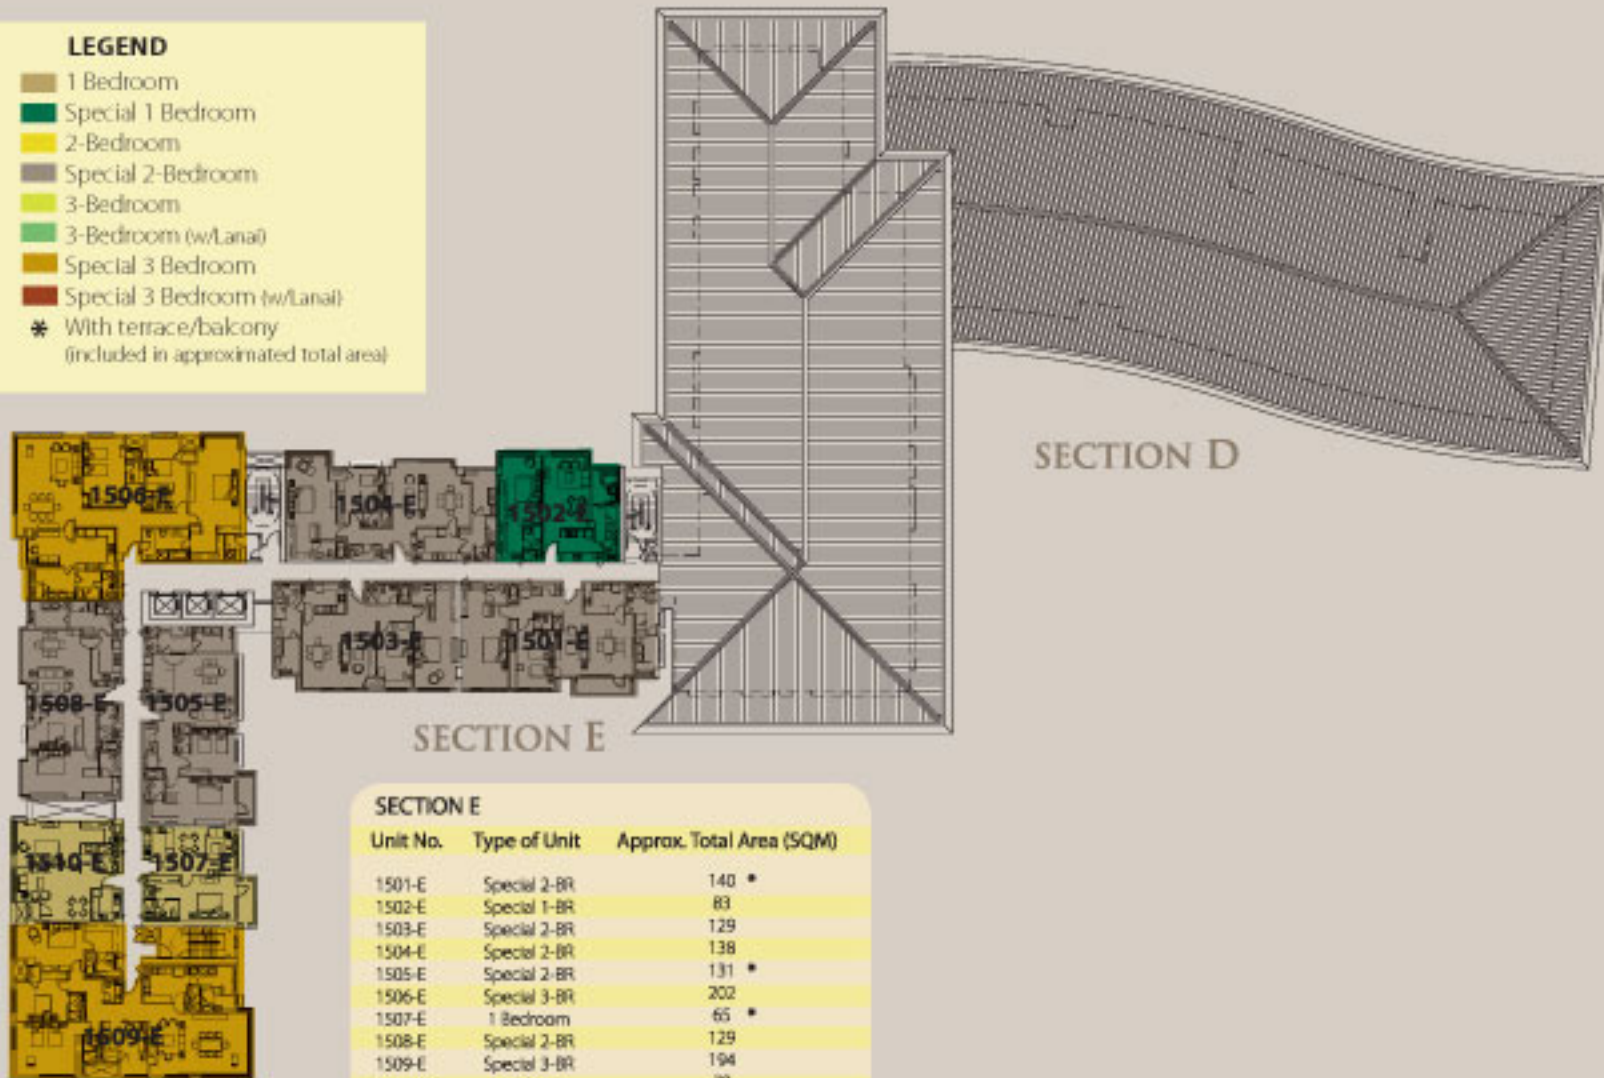 LEGEND
1 Bedroom
Special 1 Bedroom
2-Bedroom
Special 2-Bedroom
3-Bedroom
3-Bedroom (w/Lanai)
Special 3 Bedroom
Special 3 Bedroom (w/Lanai)
* With terrace/balcony
(included in approximated total area)
SECTION D
1506-E
1504-E
1502-E
1503-E
1501-E
1508-E
1505-E
SECTION E
1510-E
1507-E
1509-E
SECTION E
Unit No. Type of Unit Approx. Total Area (SQM)
1501-E Special 2-BR 140 •
1502-E Special 1-BR 83
1503-E Special 2-BR 129
1504-E Special 2-BR 138
1505-E Special 2-BR 131 •
1506-E Special 3-BR 202
1507-E 1 Bedroom 65 •
1508-E Special 2-BR 129
1509-E Special 3-BR 194